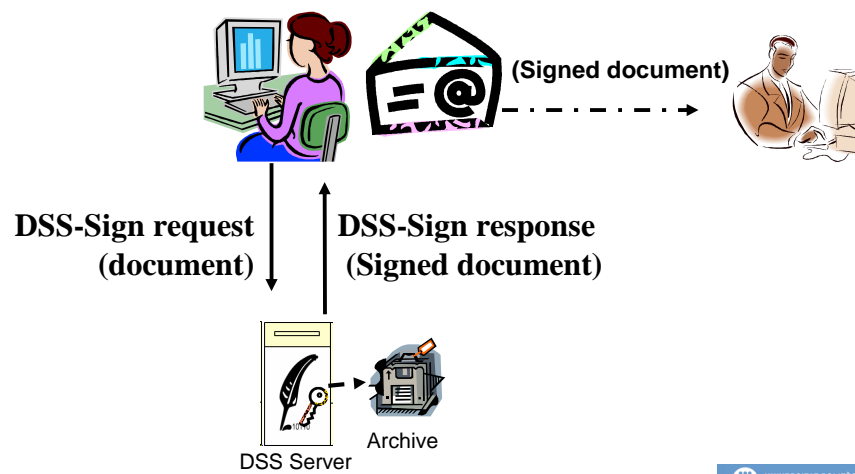 (Signed document)
@
DSS-Sign request
(document)
DSS-Sign response
(Signed document)
Archive
DSS Server